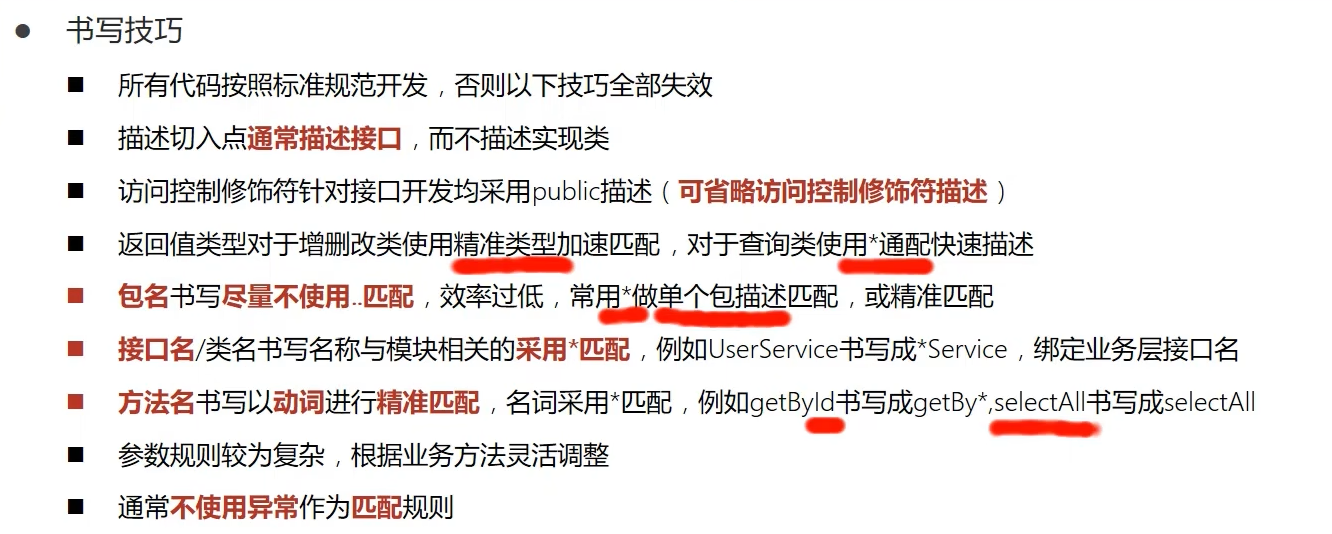 书写技巧
所有代码按照标准规范开发，否则以下技巧全部失效
描述切入点通常描述接口，而不描述实现类
访问控制修饰符针对接口开发均采用public描述（可省略访问控制修饰符描述）
返回值类型对于增删改类使用精准类型加速匹配，对于查询类使用*通配快速描述
包名书写尽量不使用..匹配，效率过低，常用*做单个包描述匹配，或精准匹配
接口名/类名书写名称与模块相关的采用*匹配，例如UserService书写成*Service，绑定业务层接口名
方法名书写以动词进行精准匹配，名词采用*匹配，例如getById书写成getBy*,selectAll书写成selectAll
参数规则较为复杂，根据业务方法灵活调整
通常不使用异常作为匹配规则